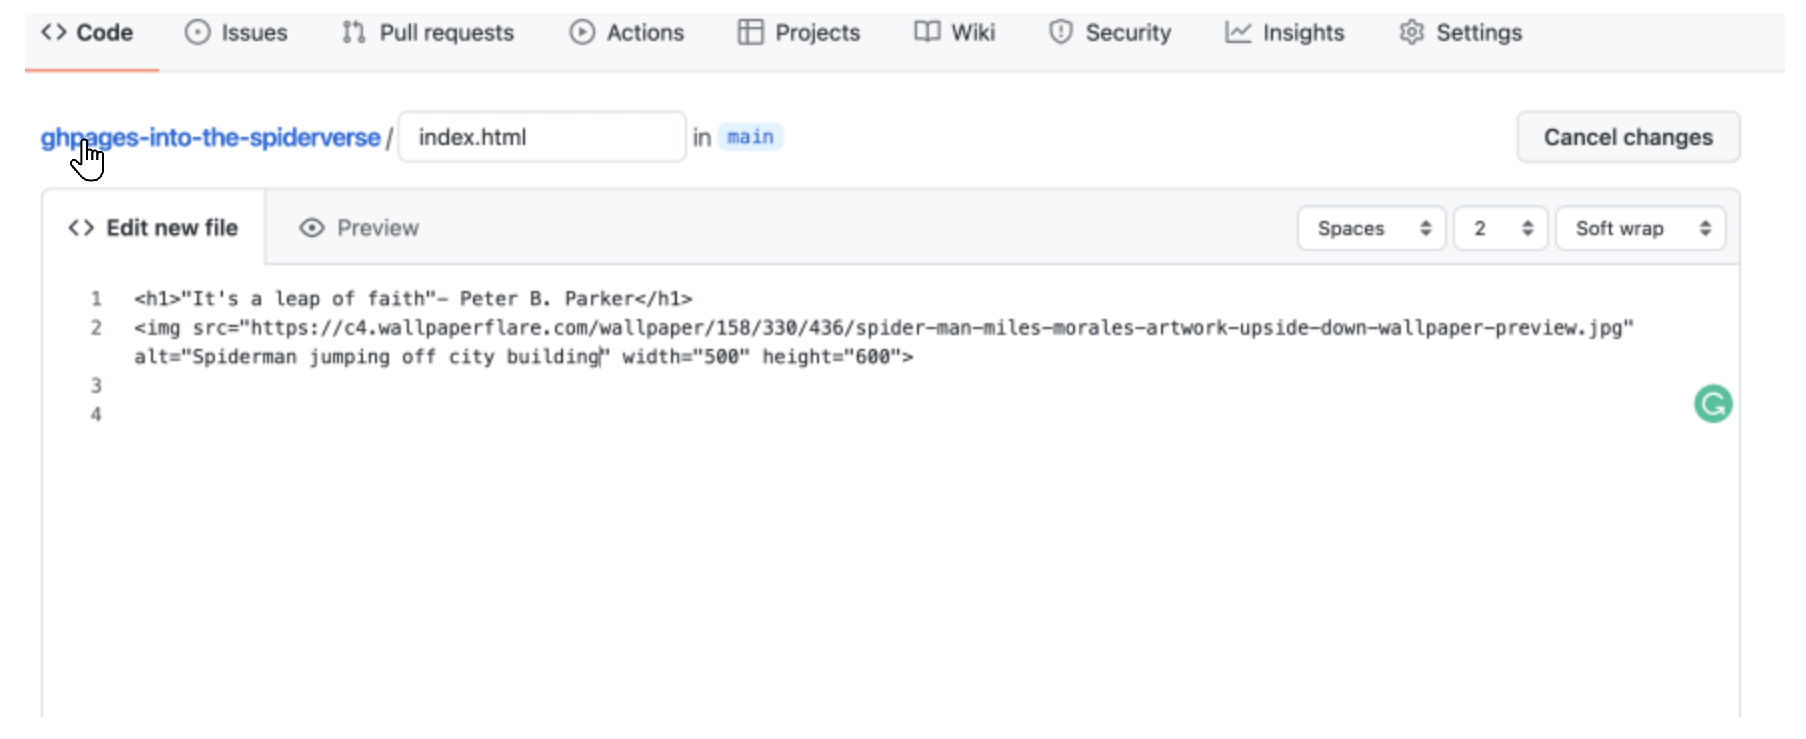 <> Code Issues Pull requests Actions Projects Wiki Security Insights Settings
ghpages-into-the-spiderverse / index.html in main Cancel changes
<> Edit new file Preview Spaces 2 Soft wrap
1 <h1>"It's a leap of faith"- Peter B. Parker</h1>
2 <img src="https://c4.wallpaperflare.com/wallpaper/158/330/436/spider-man-miles-morales-artwork-upside-down-wallpaper-preview.jpg"
alt="Spiderman jumping off city building" width="500" height="600">
3
4